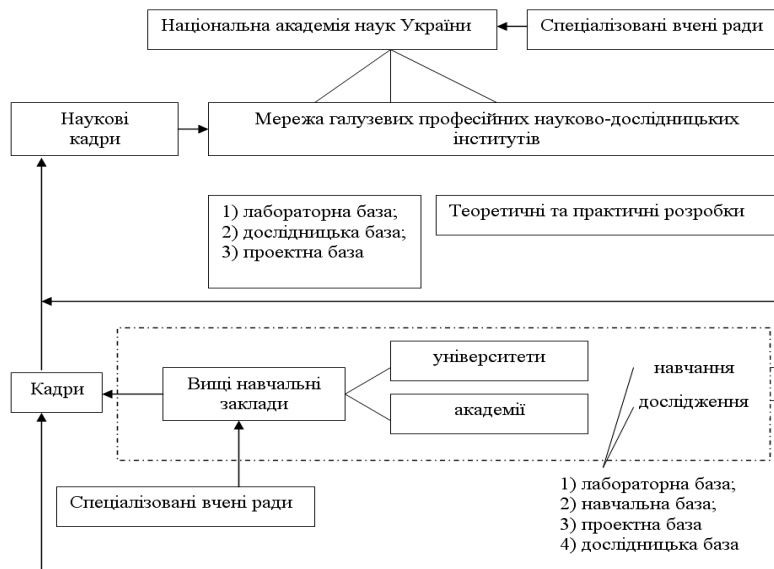 Національна академія наук України
Спеціалізовані вчені ради
Наукові
кадри
Мережа галузевих професійних науково-дослідницьких
інститутів
1) лабораторна база;
2) дослідницька база;
3) проектна база
Теоретичні та практичні розробки
Кадри
Вищі навчальні
заклади
університети
академії
навчання
дослідження
Спеціалізовані вчені ради
1) лабораторна база;
2) навчальна база;
3) проектна база
4) дослідницька база